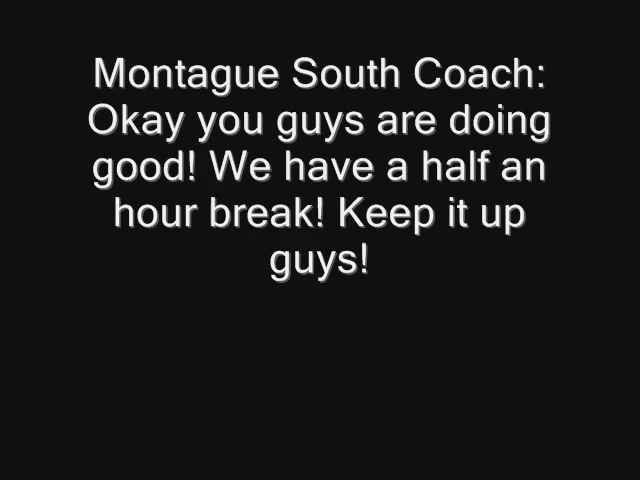 Montague South Coach:
Okay you guys are doing
good! We have a half an
hour break! Keep it up
guys!